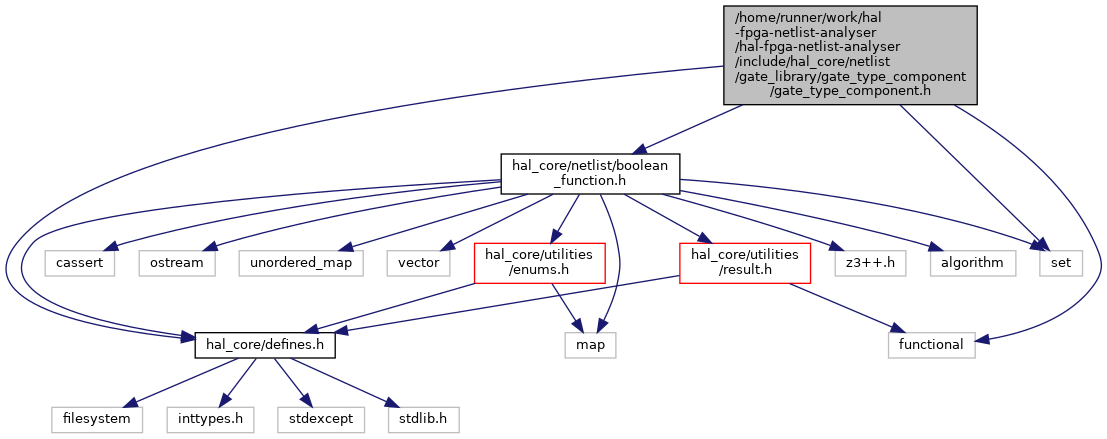 /home/runner/work/hal
-fpga-netlist-analyser
/hal-fpga-netlist-analyser
/include/hal_core/netlist
/gate_library/gate_type_component
/gate_type_component.h
hal_core/netlist/boolean
_function.h
cassert
ostream
unordered_map
vector
hal_core/utilities
/enums.h
hal_core/utilities
/result.h
z3++.h
algorithm
set
hal_core/defines.h
map
functional
filesystem
inttypes.h
stdexcept
stdlib.h